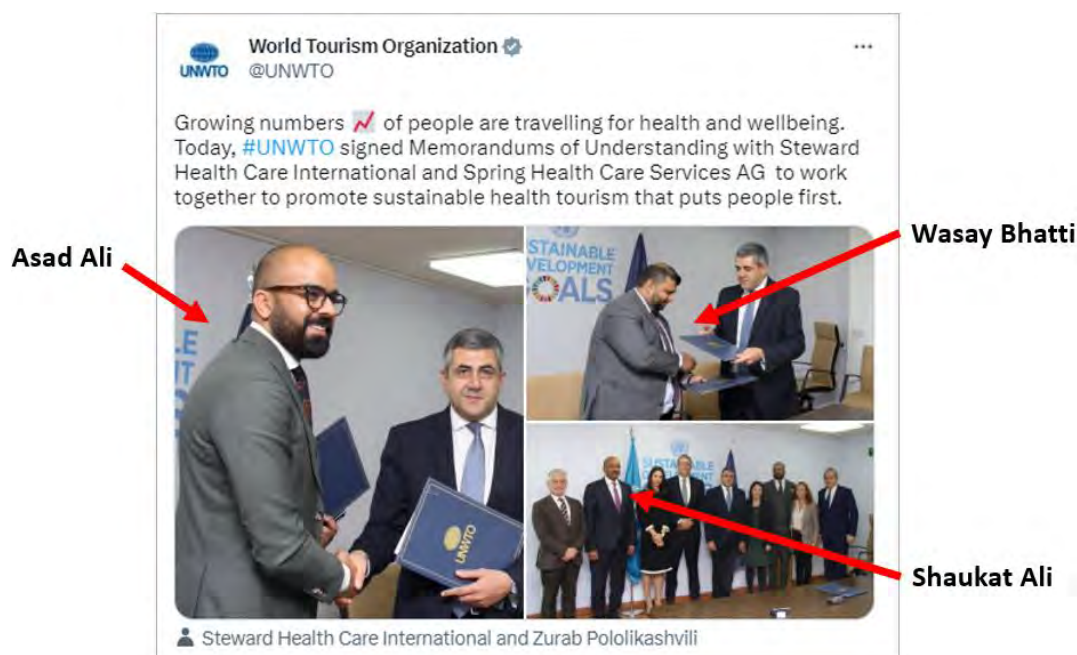 World Tourism Organization
@UNWTO
UNWTO
Growing numbers 📈 of people are travelling for health and wellbeing.
Today, #UNWTO signed Memorandums of Understanding with Steward
Health Care International and Spring Health Care Services AG to work
together to promote sustainable health tourism that puts people first.
Asad Ali
Wasay Bhatti
STAINABLE
VELOPMENT
GOALS
UNWTO
SUSTAINABLE
Shaukat Ali
Steward Health Care International and Zurab Pololikashvili